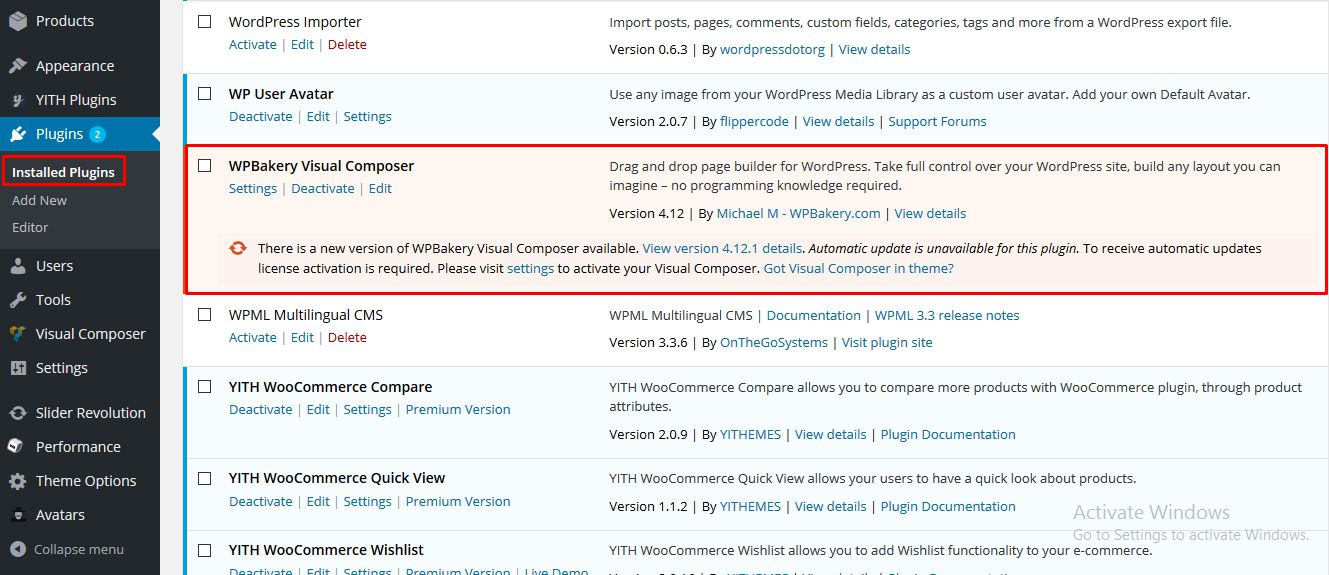 Products
Appearance
YITH Plugins
Plugins 2
Installed Plugins
Add New
Editor
Users
Tools
Visual Composer
Settings
Slider Revolution
Performance
Theme Options
Avatars
Collapse menu
WordPress Importer
Activate | Edit | Delete
Import posts, pages, comments, custom fields, categories, tags and more from a WordPress export file.
Version 0.6.3 | By wordpressdotorg | View details
WP User Avatar
Deactivate | Edit | Settings
Use any image from your WordPress Media Library as a custom user avatar. Add your own Default Avatar.
Version 2.0.7 | By flippercode | View details | Support Forums
WPBakery Visual Composer
Settings | Deactivate | Edit
Drag and drop page builder for WordPress. Take full control over your WordPress site, build any layout you can
imagine – no programming knowledge required.
Version 4.12 | By Michael M - WPBakery.com | View details
There is a new version of WPBakery Visual Composer available. View version 4.12.1 details. Automatic update is unavailable for this plugin. To receive automatic updates
license activation is required. Please visit settings to activate your Visual Composer. Got Visual Composer in theme?
WPML Multilingual CMS
Activate | Edit | Delete
WPML Multilingual CMS | Documentation | WPML 3.3 release notes
Version 3.3.6 | By OnTheGoSystems | Visit plugin site
YITH WooCommerce Compare
Deactivate | Edit | Settings | Premium Version
YITH WooCommerce Compare allows you to compare more products with WooCommerce plugin, through product
attributes.
Version 2.0.9 | By YITHEMES | View details | Plugin Documentation
YITH WooCommerce Quick View
Deactivate | Edit | Settings | Premium Version
YITH WooCommerce Quick View allows your users to have a quick look about products.
Version 1.1.2 | By YITHEMES | View details | Plugin Documentation
Activate Windows
Go to Settings to activate Windows.
YITH WooCommerce Wishlist
Deactivate | Edit | Settings | Premium Version | Live Demo
YITH WooCommerce Wishlist allows you to add Wishlist functionality to your e-commerce.